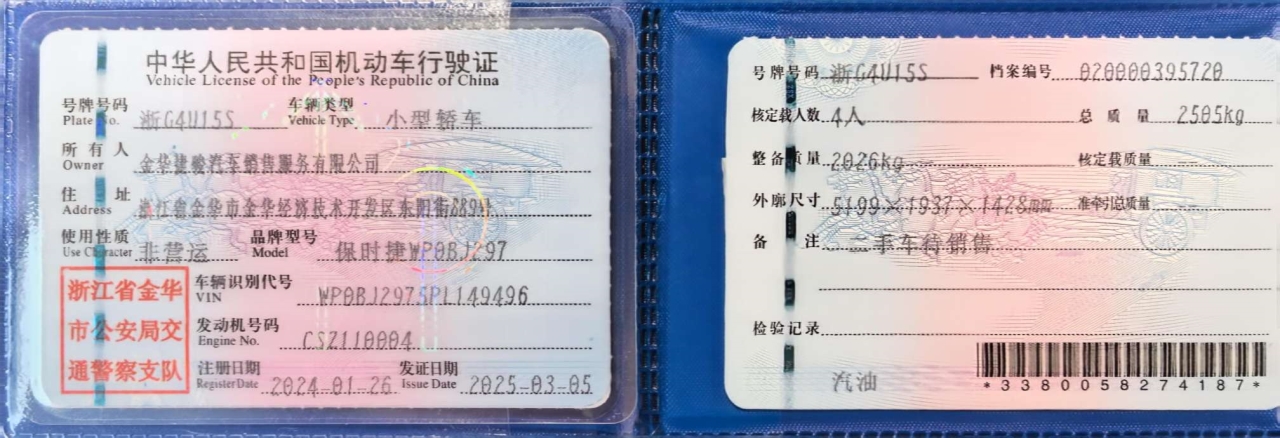 中华人民共和国机动车行驶证
Vehicle License of the People's Republic of China
号牌号码 浙G4U15S 车辆类型 小型轿车
Plate No. Vehicle Type
所有人 金华捷骏汽车销售服务有限公司
Owner
住址 浙江省金华市金华经济技术开发区东阳街889号
Address
使用性质 非营运 品牌型号 保时捷WP0BJ297
Use Character Model
浙江省金华
市公安局交
通警察支队
车辆识别代号 WP0BJ2975PL149496
VIN
发动机号码 CSZ110004
Engine No.
注册日期 2024-01-26 发证日期 2025-03-05
Register Date Issue Date
号牌号码 浙G4U15S 档案编号 020000395720
核定载人数 4人 总质量 2505kg
整备质量 2026kg 核定载质量 --
外廓尺寸 5199×1937×1428mm 准牵引总质量 --
备注 二手车待销售
检验记录
汽油
*3380058274187*